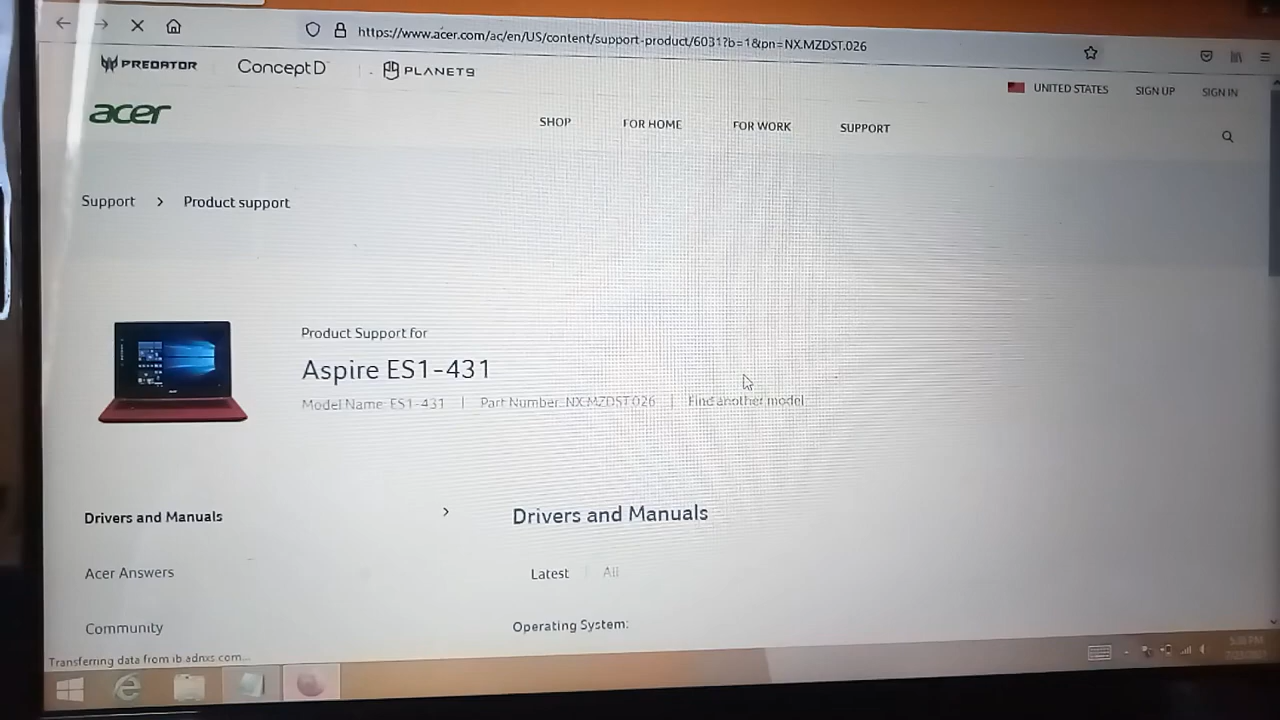 https://www.acer.com/ac/en/US/content/support-product/6031?b=1&pn=NX.MZDST.026
PREDATOR ConceptD PLANET9
UNITED STATES SIGN UP SIGN IN
acer
SHOP FOR HOME FOR WORK SUPPORT
Support > Product support
Product Support for
Aspire ES1-431
Model Name: ES1-431 | Part Number: NX.MZDST.026 | Find another model
Drivers and Manuals >
Drivers and Manuals
Acer Answers
Latest All
Community
Operating System:
Transferring data from ib.adnxs.com...